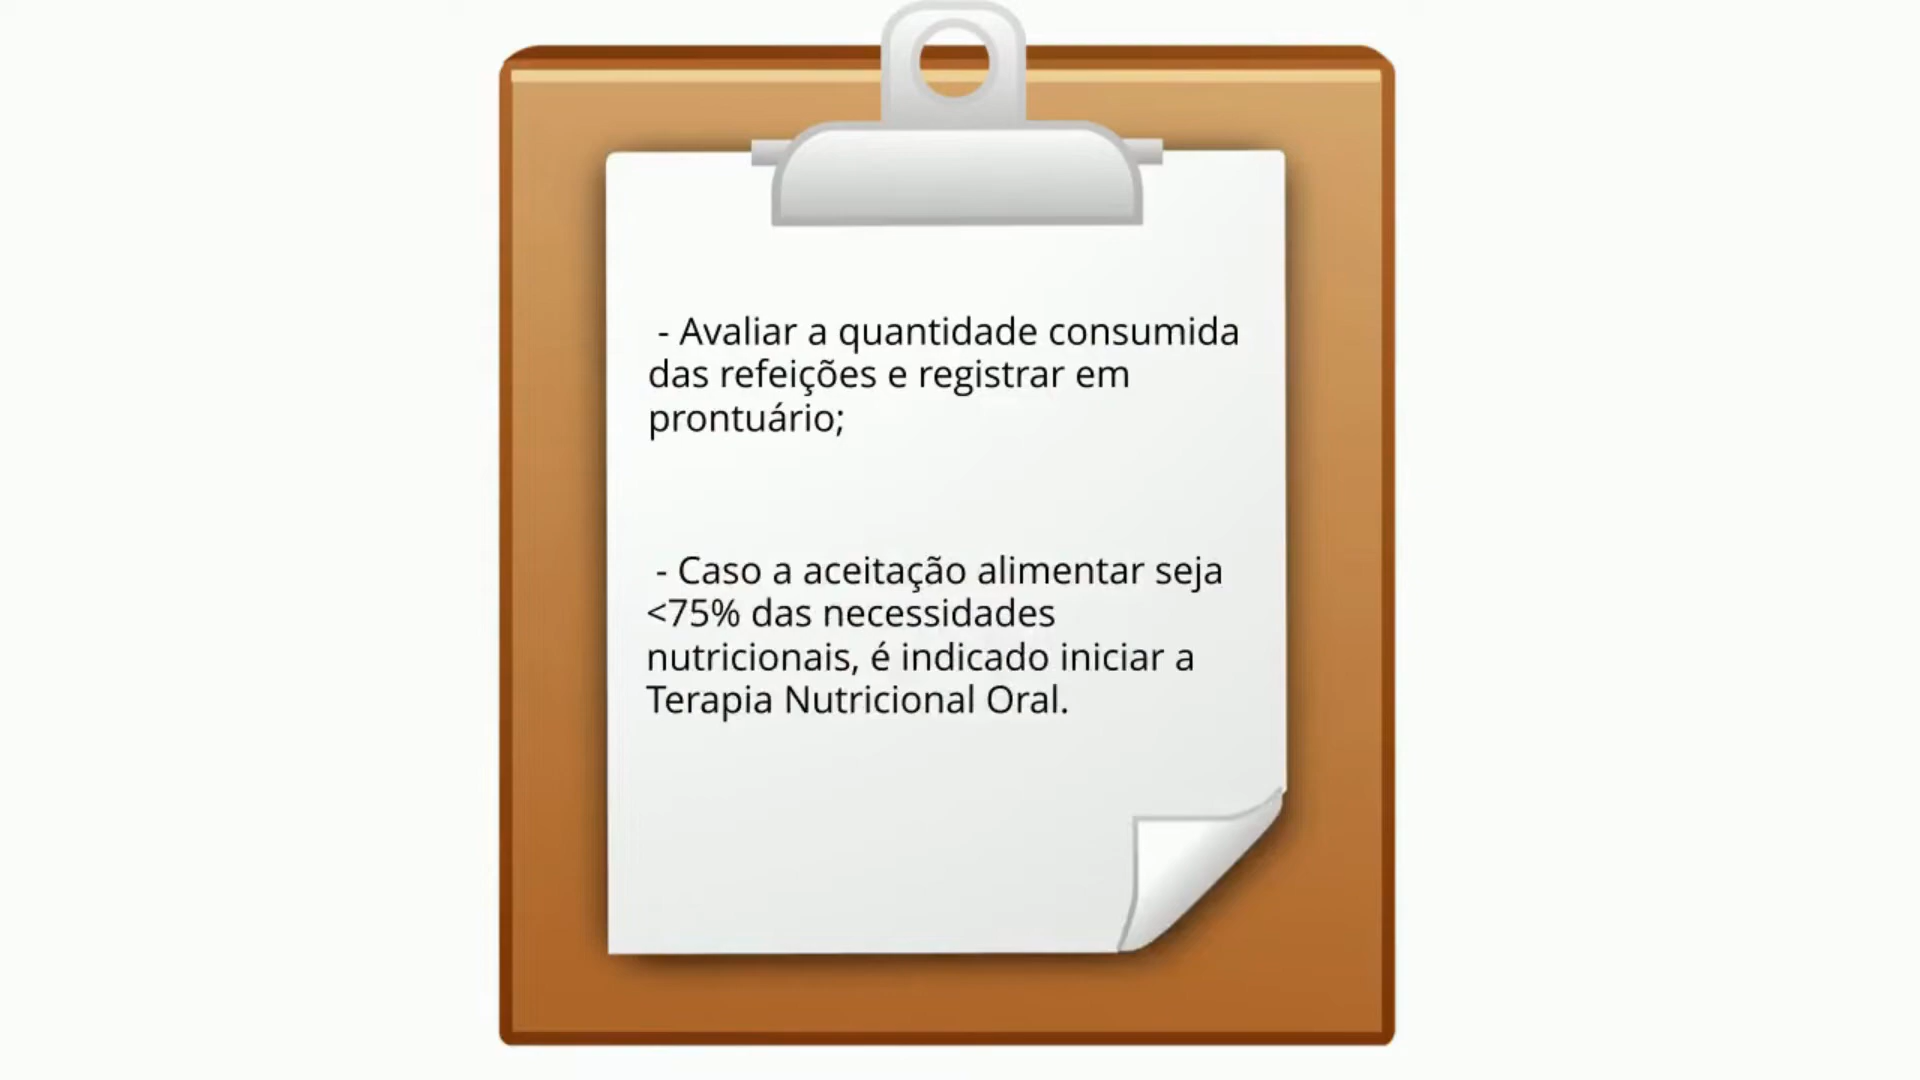 - Avaliar a quantidade consumida
das refeições e registrar em
prontuário;
- Caso a aceitação alimentar seja
<75% das necessidades
nutricionais, é indicado iniciar a
Terapia Nutricional Oral.